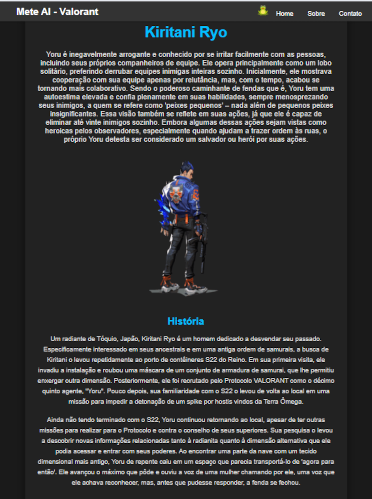 Mete AI - Valorant
Home Sobre Contato
Kiritani Ryo
Yoru é inegavelmente arrogante e conhecido por se irritar facilmente com as pessoas,
incluindo seus próprios companheiros de equipe. Ele opera principalmente como um lobo
solitário, preferindo derrubar equipes inimigas inteiras sozinho. Inicialmente, ele mostrava
cooperação com sua equipe apenas por relutância, mas, com o tempo, acabou se
tornando mais colaborativo. Sendo o poderoso caminhante de fendas que é, Yoru tem uma
autoestima elevada e confia plenamente em suas habilidades, sempre menosprezando
seus inimigos, a quem se refere como 'peixes pequenos' – nada além de pequenos peixes
insignificantes. Essa visão também se reflete em suas ações, já que ele é capaz de
eliminar até vinte inimigos sozinho. Embora algumas dessas ações sejam vistas como
heroicas pelos observadores, especialmente quando ajudam a trazer ordem às ruas, o
próprio Yoru detesta ser considerado um salvador ou herói por suas ações.
História
Um radiante de Tóquio, Japão, Kiritani Ryo é um homem dedicado a desvendar seu passado.
Especificamente interessado em seus ancestrais e em uma antiga ordem de samurais, a busca de
Kiritani o levou repetidamente ao porto de contêineres S22 do Reino. Em sua primeira visita, ele
invadiu a instalação e roubou uma máscara de um conjunto de armadura de samurai, que lhe permitiu
enxergar outra dimensão. Posteriormente, ele foi recrutado pelo Protocolo VALORANT como o décimo
quinto agente, "Yoru". Pouco depois, sua familiaridade com o S22 o levou de volta ao local em uma
missão para impedir a detonação de um spike por hostis vindos da Terra Ômega.
Ainda não tendo terminado com o S22, Yoru continuou retornando ao local, apesar de ter outras
missões para realizar para o Protocolo e contra o conselho de seus superiores. Sua pesquisa o levou
a descobrir novas informações relacionadas tanto à radianita quanto à dimensão alternativa que ele
podia acessar e entrar com seus poderes. Ao encontrar uma parte da nave com um tecido
dimensional mais antigo, Yoru de repente caiu em um espaço que parecia transportá-lo de 'agora para
então'. Ele avançou o máximo que pôde e ouviu a voz de uma mulher chamando por ele, uma voz que
ele achava reconhecer, mas, antes que pudesse responder, a fenda se fechou.